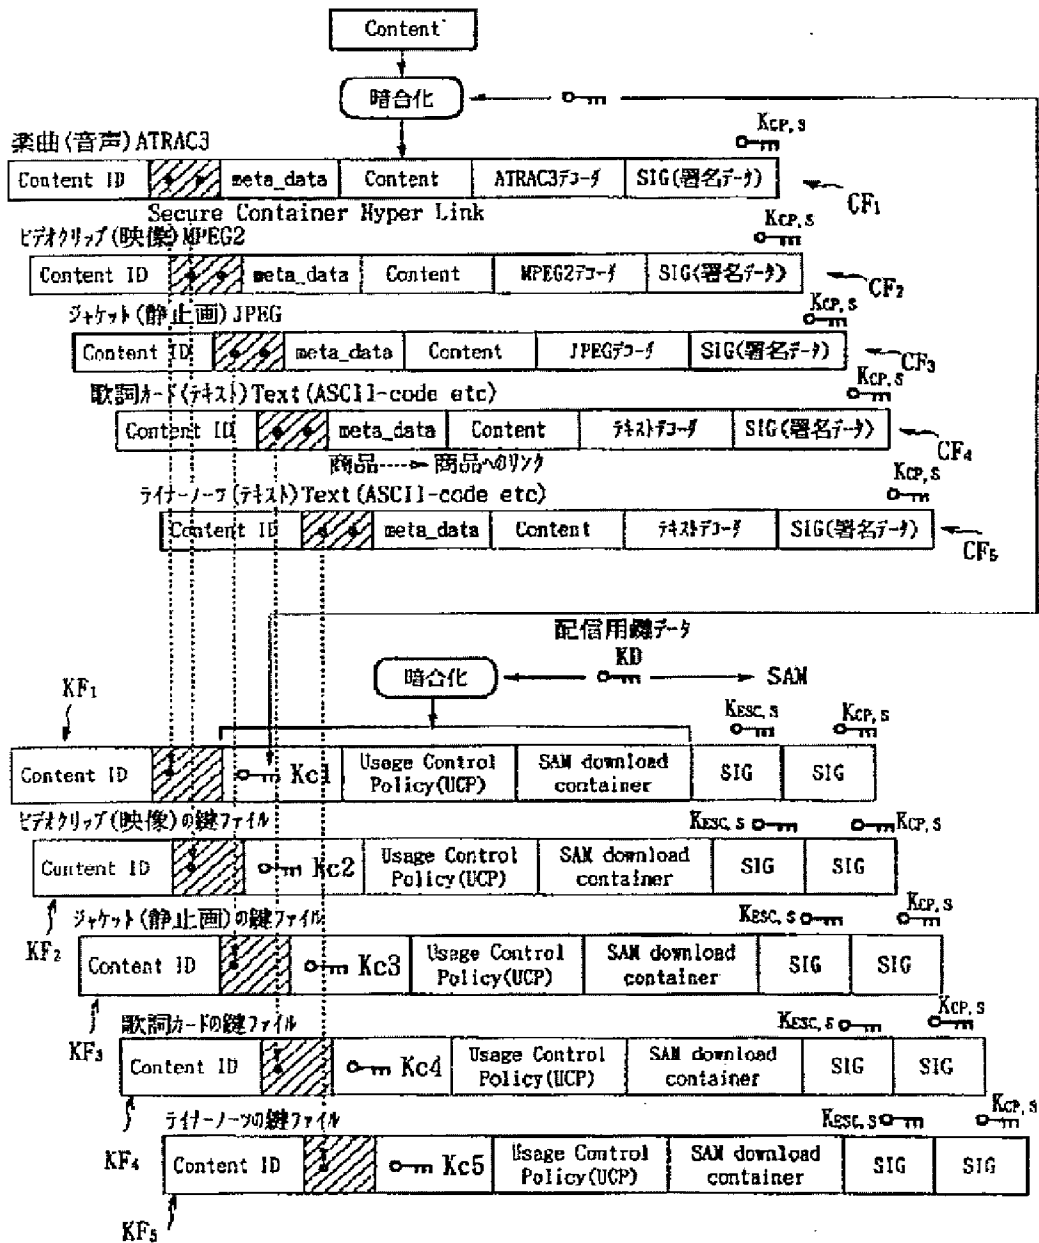 Content
暗合化
楽曲(音声)ATRAC3
KCP, S
Content ID meta_data Content ATRAC3デコーダ SIG(署名データ)
CF1
Secure Container Hyper Link
ビデオクリップ(映像)MPEG2
KCP, S
Content ID meta_data Content MPEG2デコーダ SIG(署名データ)
CF2
ジャケット(静止画)JPEG
KCP, S
Content ID meta_data Content JPEGデコーダ SIG(署名データ)
CF3
歌詞カード(テキスト)Text(ASCII-code etc)
KCP, S
Content ID meta_data Content テキストデコーダ SIG(署名データ)
CF4
商品 商品へのリンク
ライナーノーツ(テキスト)Text(ASCII-code etc)
KCP, S
Content ID meta_data Content テキストデコーダ SIG(署名データ)
CF5
配信用鍵データ
暗合化 KD SAM
KF1
KESC, S KCP, S
Content ID Kc1 Usage Control Policy(UCP) SAM download container SIG SIG
ビデオクリップ(映像)の鍵ファイル
KESC, S KCP, S
Content ID Kc2 Usage Control Policy(UCP) SAM download container SIG SIG
KF2
ジャケット(静止画)の鍵ファイル
KESC, S KCP, S
Content ID Kc3 Usage Control Policy(UCP) SAM download container SIG SIG
KF3
歌詞カードの鍵ファイル
KESC, S KCP, S
Content ID Kc4 Usage Control Policy(UCP) SAM download container SIG SIG
KF4
ライナーノーツの鍵ファイル
KESC, S KCP, S
Content ID Kc5 Usage Control Policy(UCP) SAM download container SIG SIG
KF5